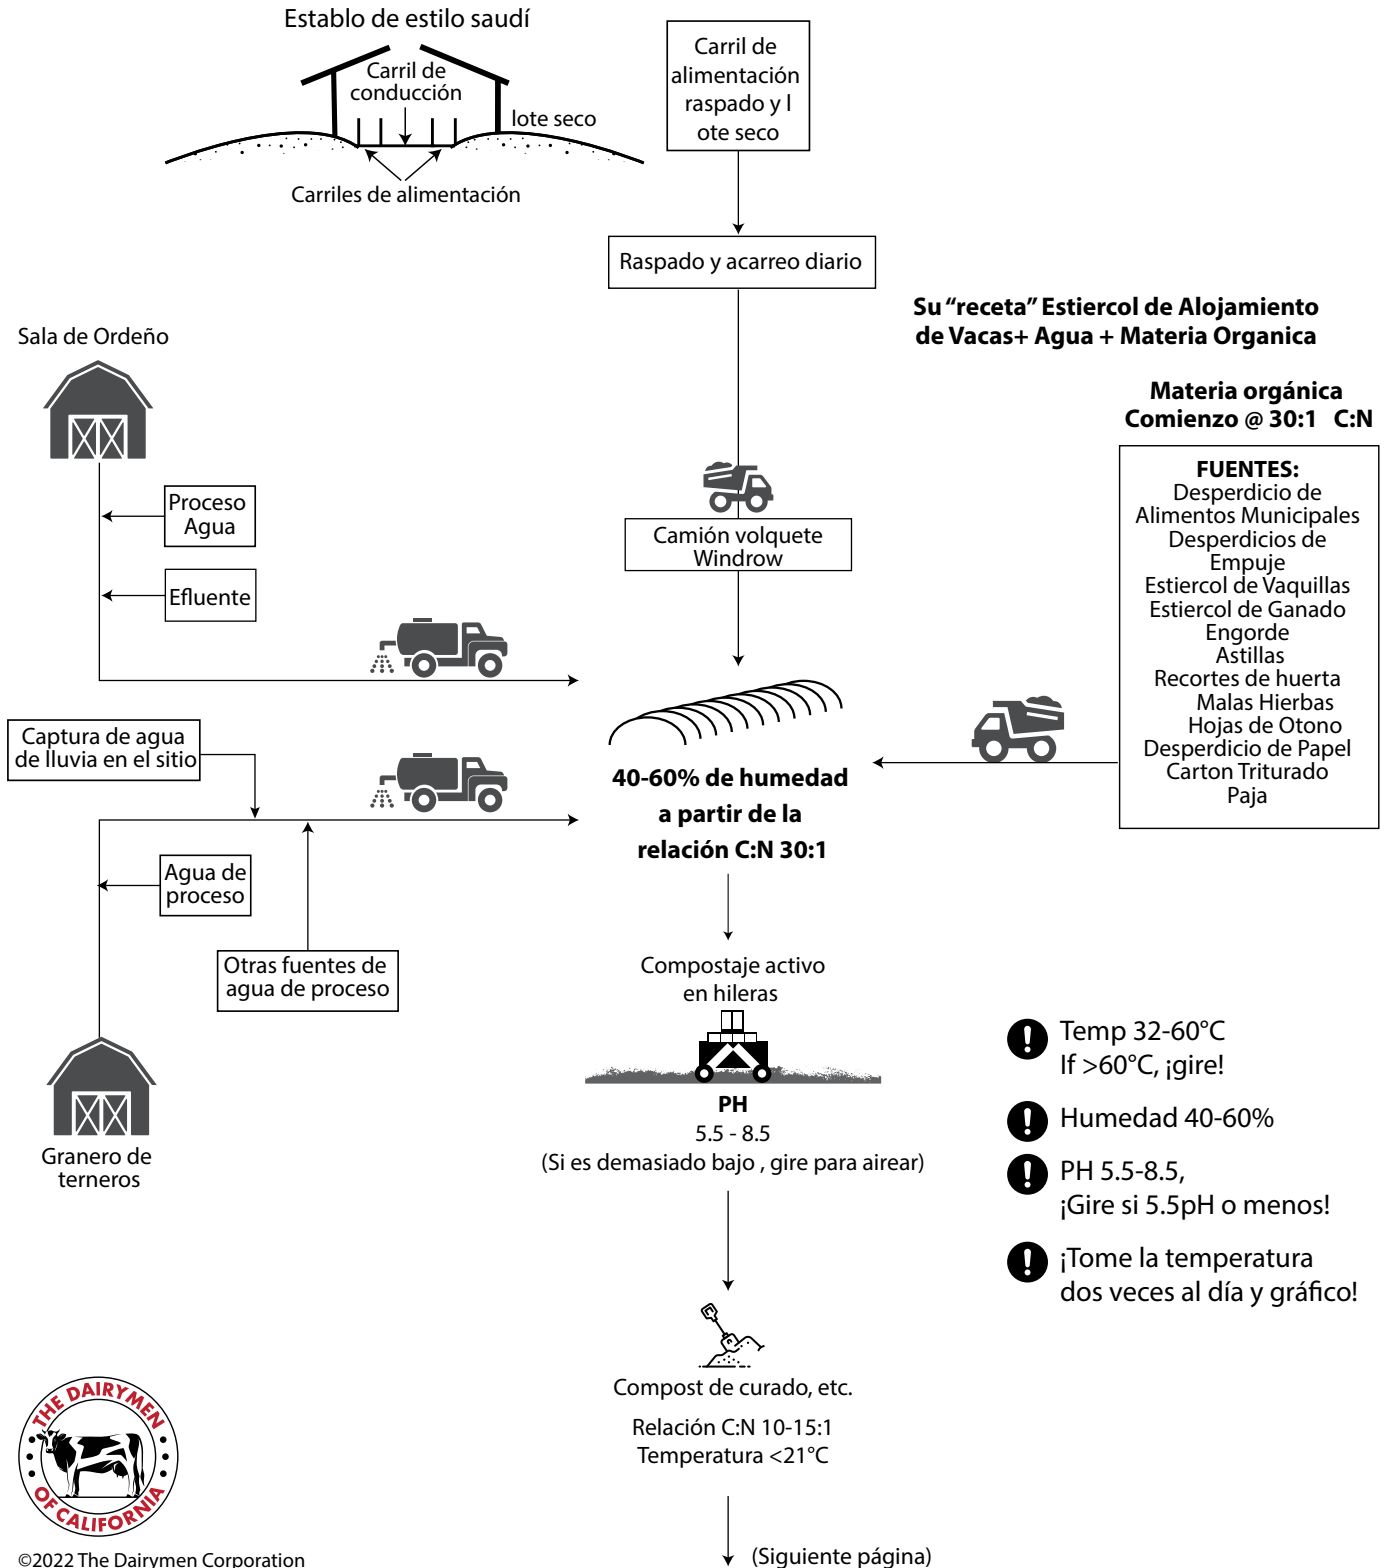 Establo de estilo saudí
Carril de
conducción
lote seco
Carriles de alimentación
Carril de
alimentación
raspado y l
ote seco
Raspado y acarreo diario
Su “receta” Estiercol de Alojamiento
de Vacas+ Agua + Materia Organica
Sala de Ordeño
Proceso
Agua
Efluente
Camión volquete
Windrow
Materia orgánica
Comienzo @ 30:1 C:N
FUENTES:
Desperdicio de
Alimentos Municipales
Desperdicios de
Empuje
Estiercol de Vaquillas
Estiercol de Ganado
Engorde
Astillas
Recortes de huerta
Malas Hierbas
Hojas de Otono
Desperdicio de Papel
Carton Triturado
Paja
Captura de agua
de lluvia en el sitio
Agua de
proceso
Otras fuentes de
agua de proceso
Granero de
terneros
40-60% de humedad
a partir de la
relación C:N 30:1
Compostaje activo
en hileras
PH
5.5 - 8.5
(Si es demasiado bajo , gire para airear)
! Temp 32-60°C
If >60°C, ¡gire!
! Humedad 40-60%
! PH 5.5-8.5,
¡Gire si 5.5pH o menos!
! ¡Tome la temperatura
dos veces al día y gráfico!
Compost de curado, etc.
Relación C:N 10-15:1
Temperatura <21°C
(Siguiente página)
THE DAIRYMEN
OF CALIFORNIA
©2022 The Dairymen Corporation